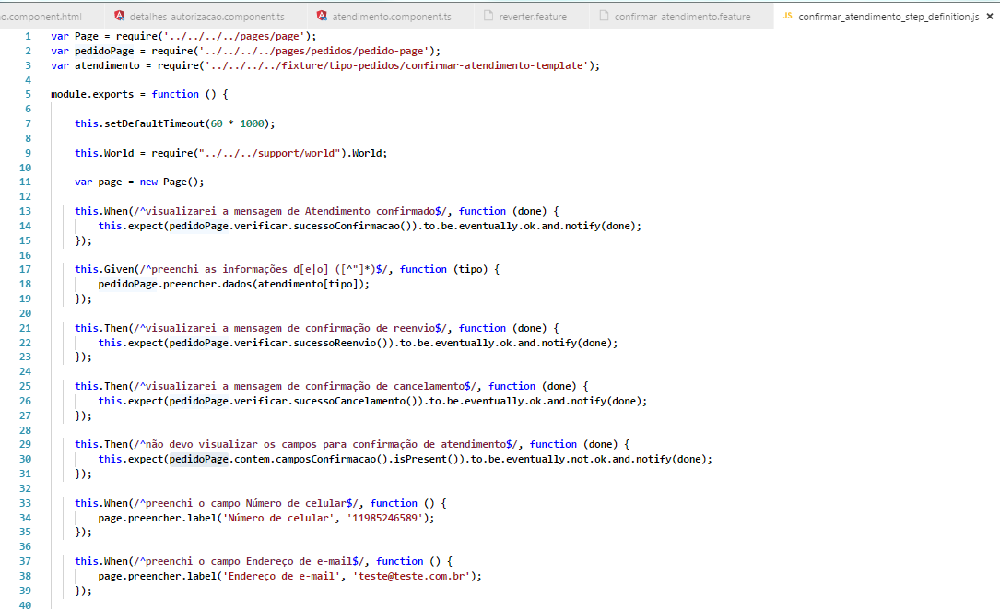 o.component.html detalhes-autorizacao.component.ts atendimento.component.ts reverter.feature confirmar-atendimento.feature JS confirmar_atendimento_step_definition.js ×
1 var Page = require('../../../../pages/page');
2 var pedidoPage = require('../../../../pages/pedidos/pedido-page');
3 var atendimento = require('../../../../fixture/tipo-pedidos/confirmar-atendimento-template');
4
5 module.exports = function () {
6
7     this.setDefaultTimeout(60 * 1000);
8
9     this.World = require("../../../support/world").World;
10
11     var page = new Page();
12
13     this.When(/^visualizarei a mensagem de Atendimento confirmado$/, function (done) {
14         this.expect(pedidoPage.verificar.sucessoConfirmacao()).to.be.eventually.ok.and.notify(done);
15     });
16
17     this.Given(/^preenchi as informações d[e|o] ([^"]*)$/, function (tipo) {
18         pedidoPage.preencher.dados(atendimento[tipo]);
19     });
20
21     this.Then(/^visualizarei a mensagem de confirmação de reenvio$/, function (done) {
22         this.expect(pedidoPage.verificar.sucessoReenvio()).to.be.eventually.ok.and.notify(done);
23     });
24
25     this.Then(/^visualizarei a mensagem de confirmação de cancelamento$/, function (done) {
26         this.expect(pedidoPage.verificar.sucessoCancelamento()).to.be.eventually.ok.and.notify(done);
27     });
28
29     this.Then(/^não devo visualizar os campos para confirmação de atendimento$/, function (done) {
30         this.expect(pedidoPage.contem.camposConfirmacao().isPresent()).to.be.eventually.not.ok.and.notify(done);
31     });
32
33     this.When(/^preenchi o campo Número de celular$/, function () {
34         page.preencher.label('Número de celular', '11985246589');
35     });
36
37     this.When(/^preenchi o campo Endereço de e-mail$/, function () {
38         page.preencher.label('Endereço de e-mail', 'teste@teste.com.br');
39     });
40